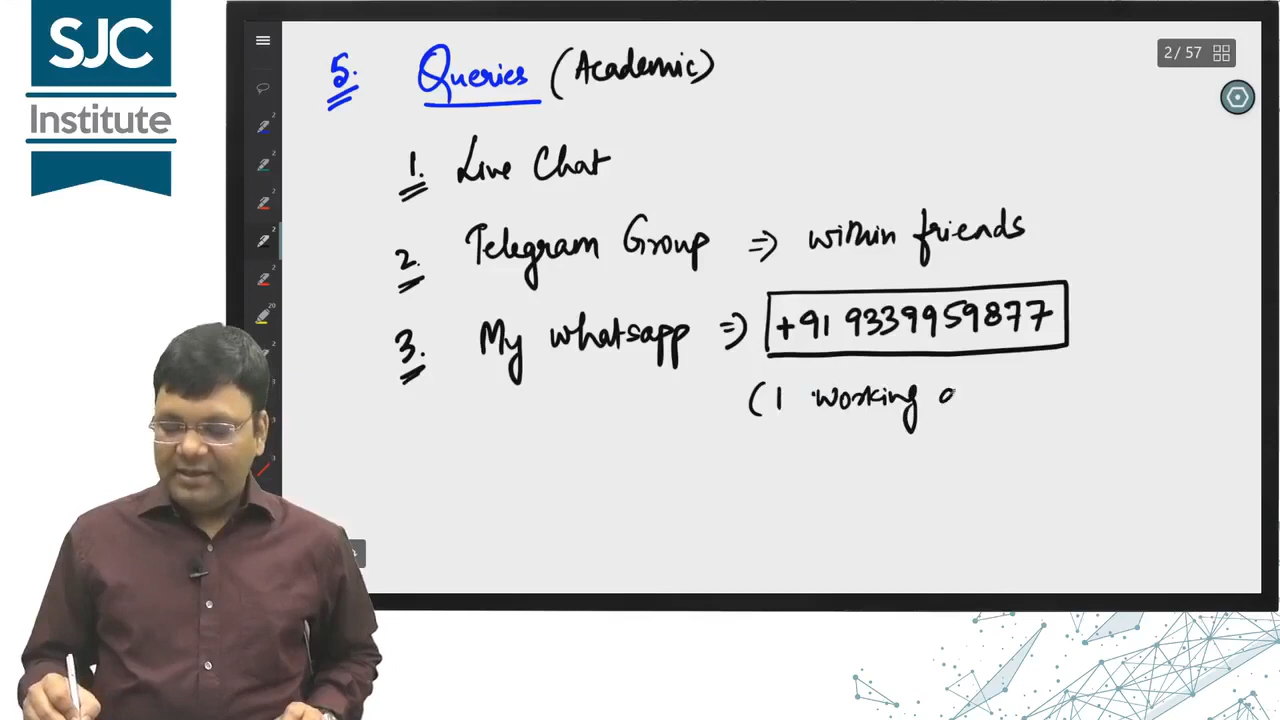 SJC
Institute
2 / 57
5. Queries (Academic)
1. Live Chat
2. Telegram Group => within friends
3. My whatsapp => +91 9339959877
(1 working